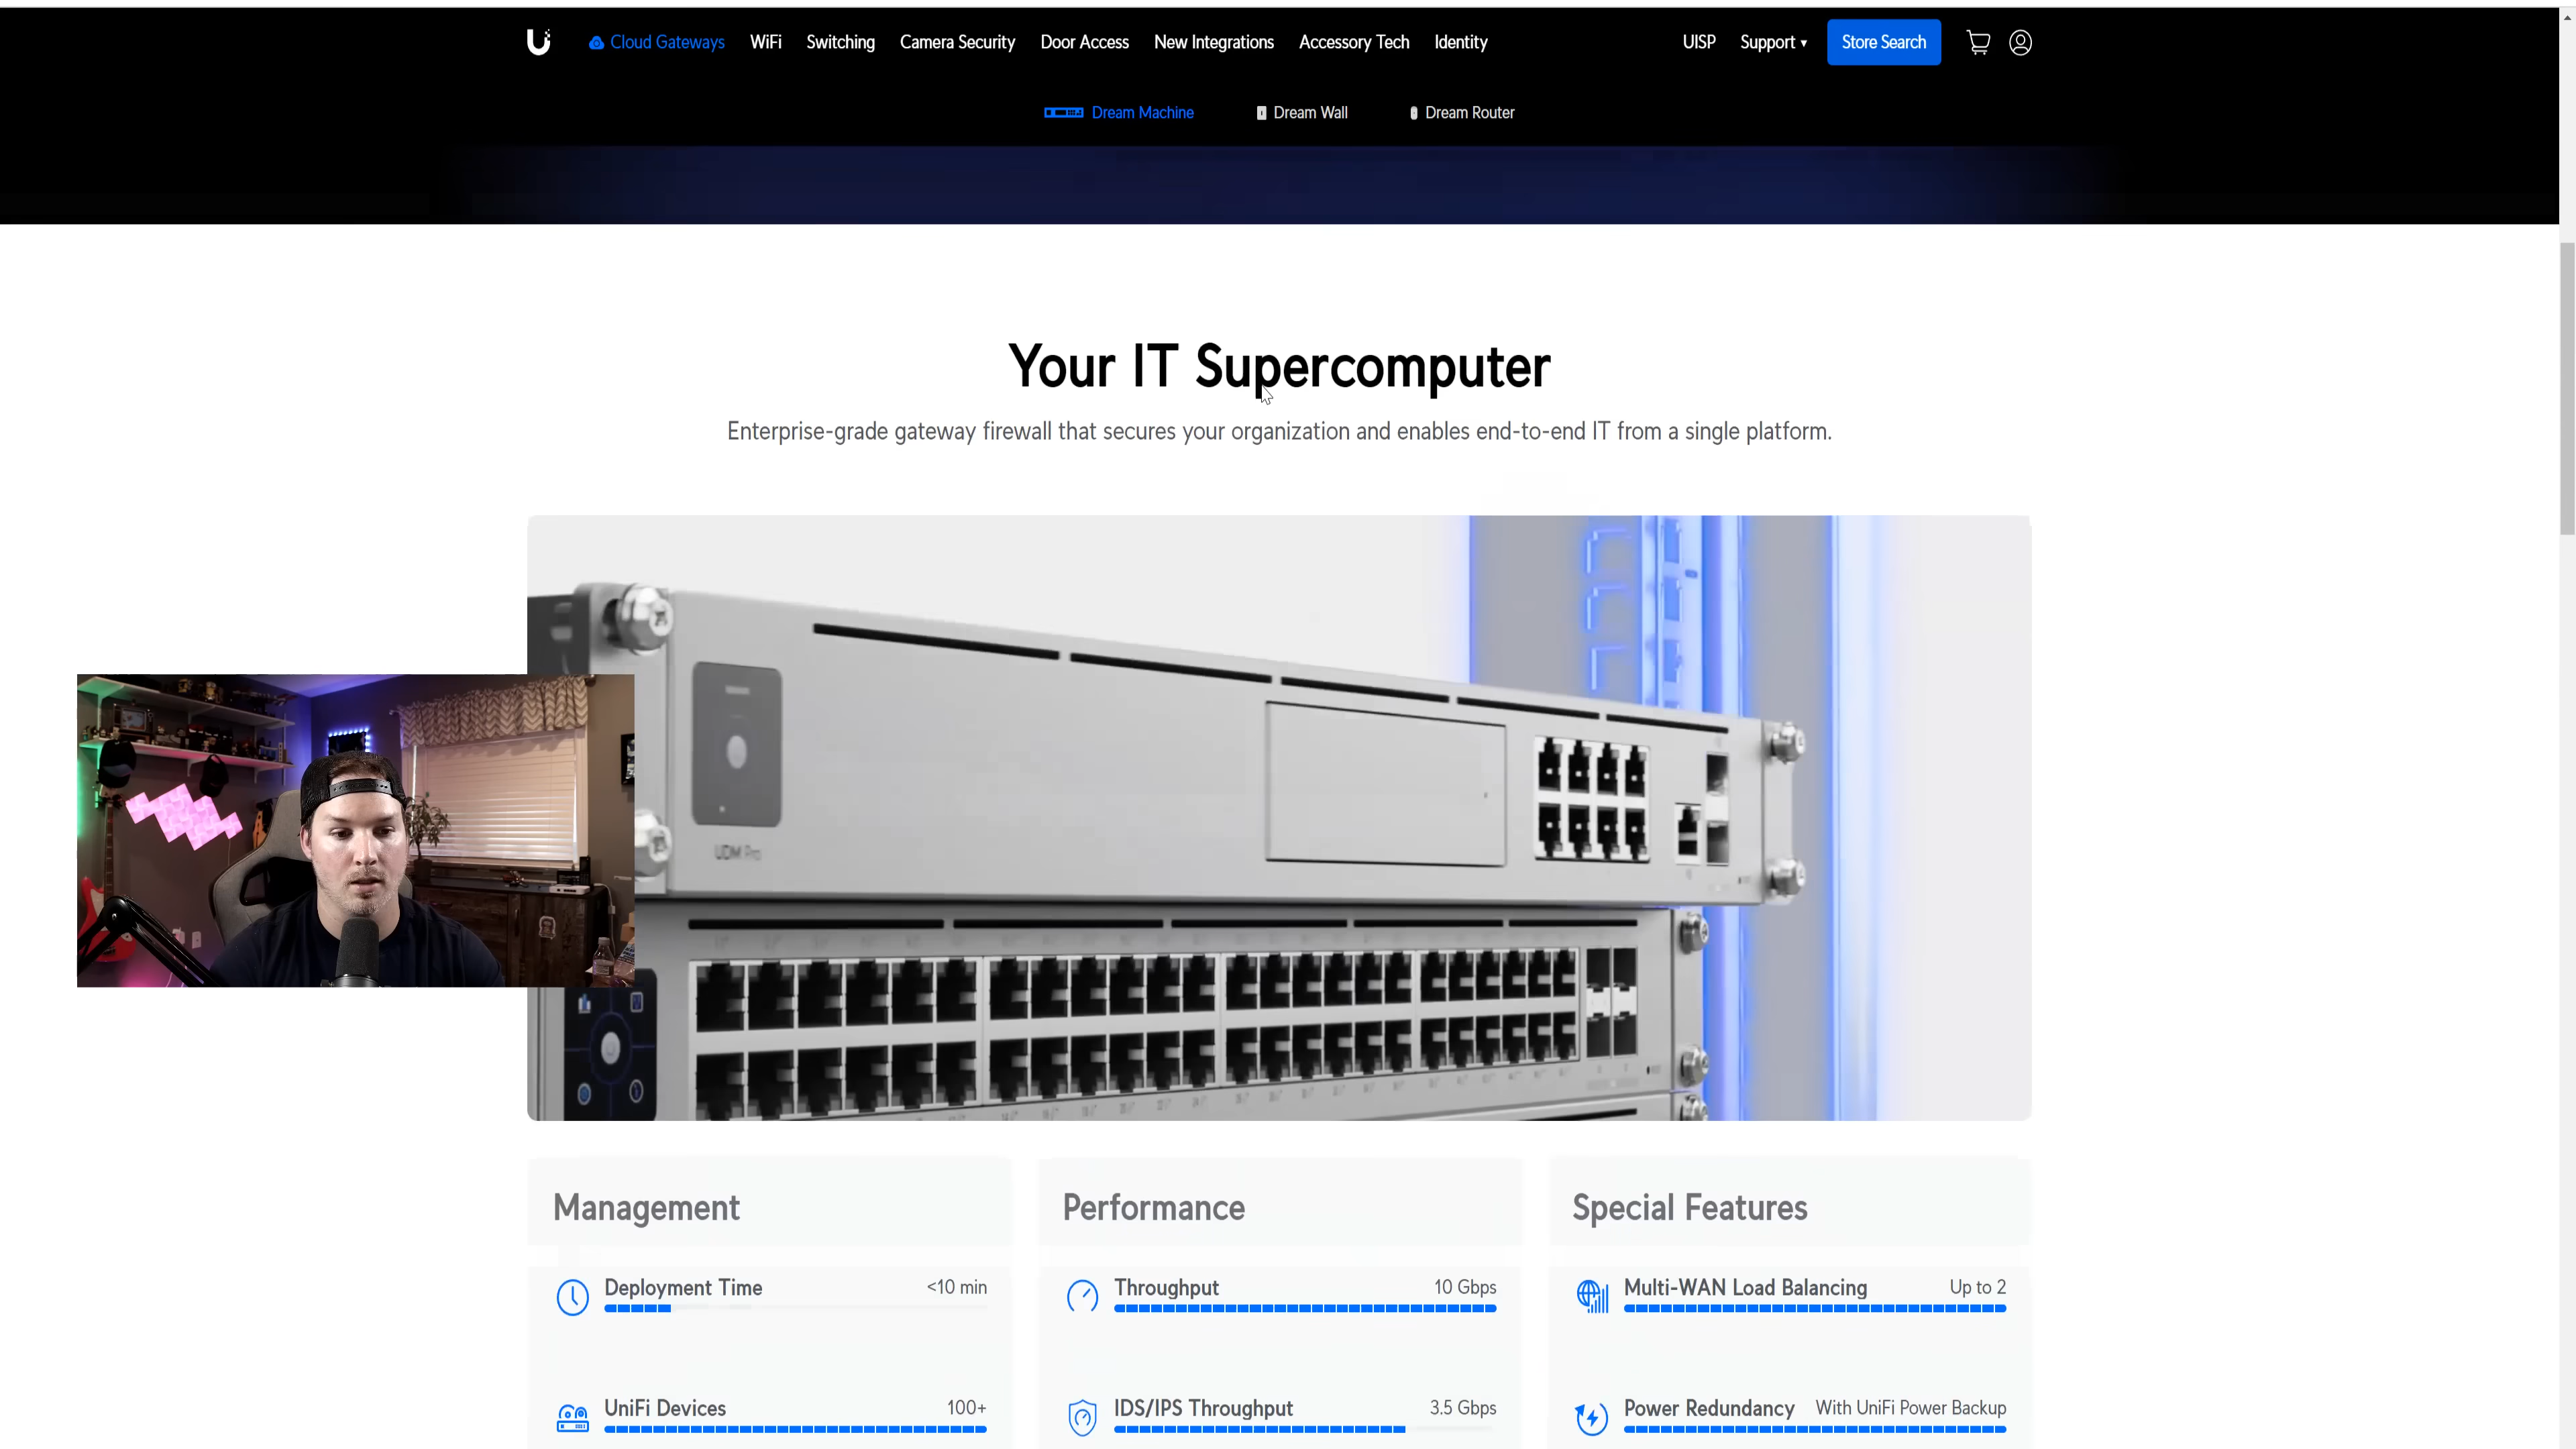 Cloud Gateways WiFi Switching Camera Security Door Access New Integrations Accessory Tech Identity UISP Support ▾ Store Search
Dream Machine Dream Wall Dream Router
Your IT Supercomputer
Enterprise-grade gateway firewall that secures your organization and enables end-to-end IT from a single platform.
UDM Pro
Management
Deployment Time <10 min
UniFi Devices 100+
Performance
Throughput 10 Gbps
IDS/IPS Throughput 3.5 Gbps
Special Features
Multi-WAN Load Balancing Up to 2
Power Redundancy With UniFi Power Backup